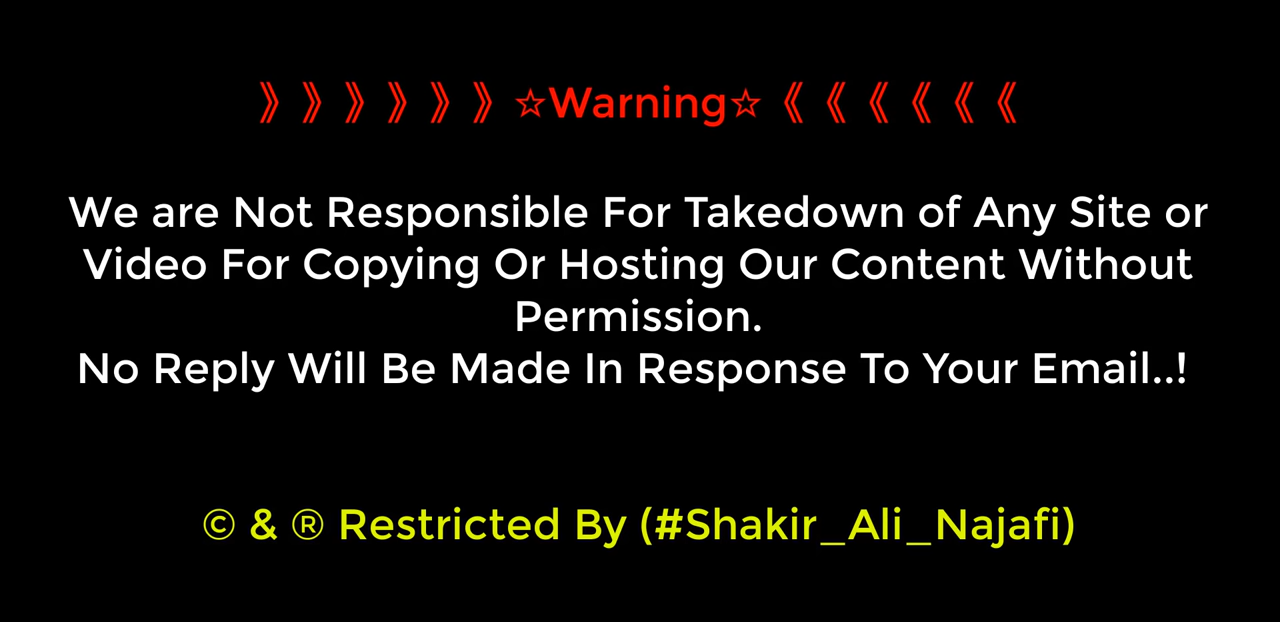 》》》》》》☆Warning☆《《《《《《
We are Not Responsible For Takedown of Any Site or
Video For Copying Or Hosting Our Content Without
Permission.
No Reply Will Be Made In Response To Your Email..!
© & ® Restricted By (#Shakir_Ali_Najafi)